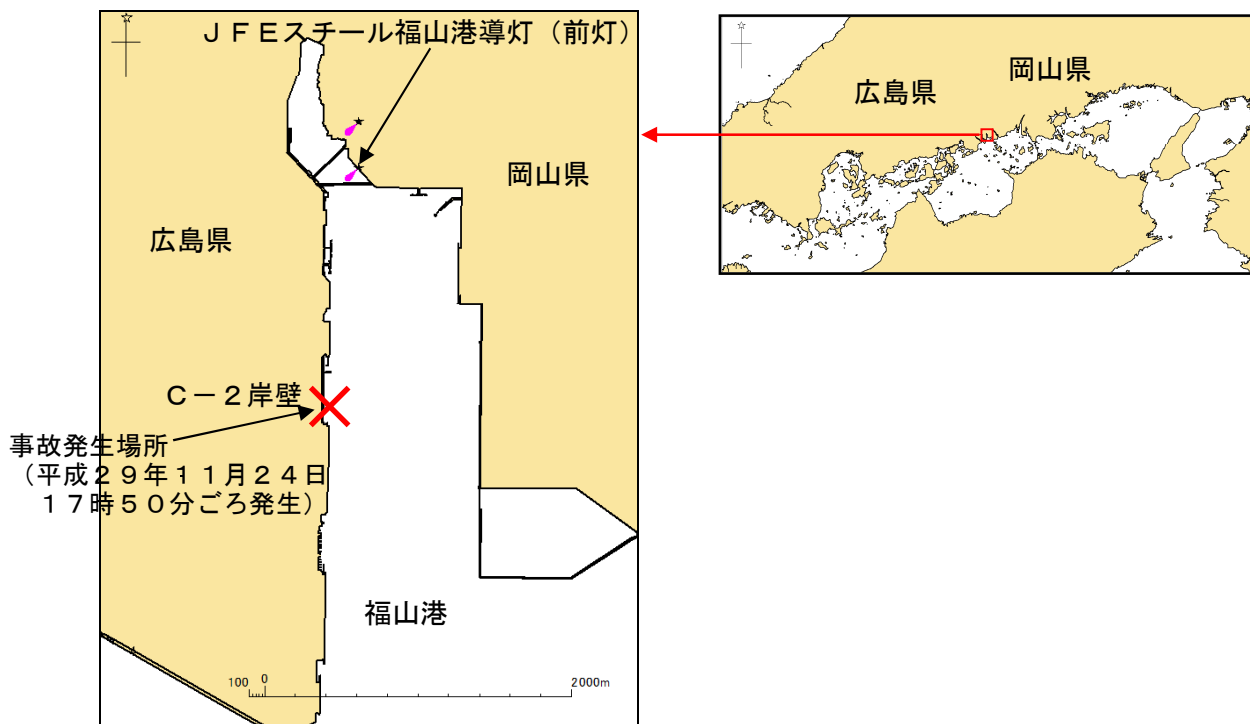 ＪＦＥスチール福山港導灯（前灯）
岡山県
広島県
Ｃ－２岸壁
事故発生場所
（平成２９年１１月２４日
１７時５０分ごろ発生）
福山港
100 0 2000m
岡山県
広島県